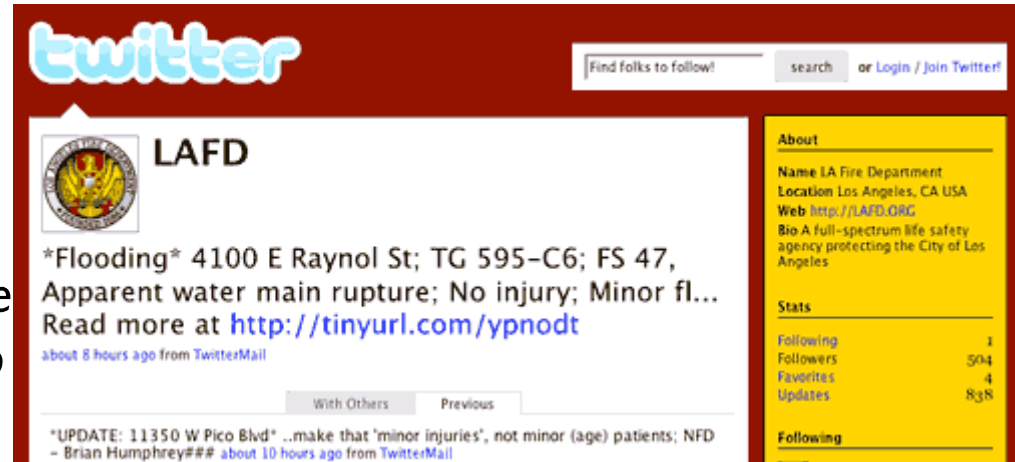 twitter
Find folks to follow!
search
or Login / Join Twitter!
LAFD
*Flooding* 4100 E Raynol St; TG 595-C6; FS 47,
Apparent water main rupture; No injury; Minor fl...
Read more at http://tinyurl.com/ypnodt
about 8 hours ago from TwitterMail
With Others
Previous
*UPDATE: 11350 W Pico Blvd* ..make that 'minor injuries', not minor (age) patients; NFD
- Brian Humphrey### about 10 hours ago from TwitterMail
About
Name LA Fire Department
Location Los Angeles, CA USA
Web http://LAFD.ORG
Bio A full-spectrum life safety
agency protecting the City of Los
Angeles
Stats
Following 1
Followers 504
Favorites 4
Updates 838
Following